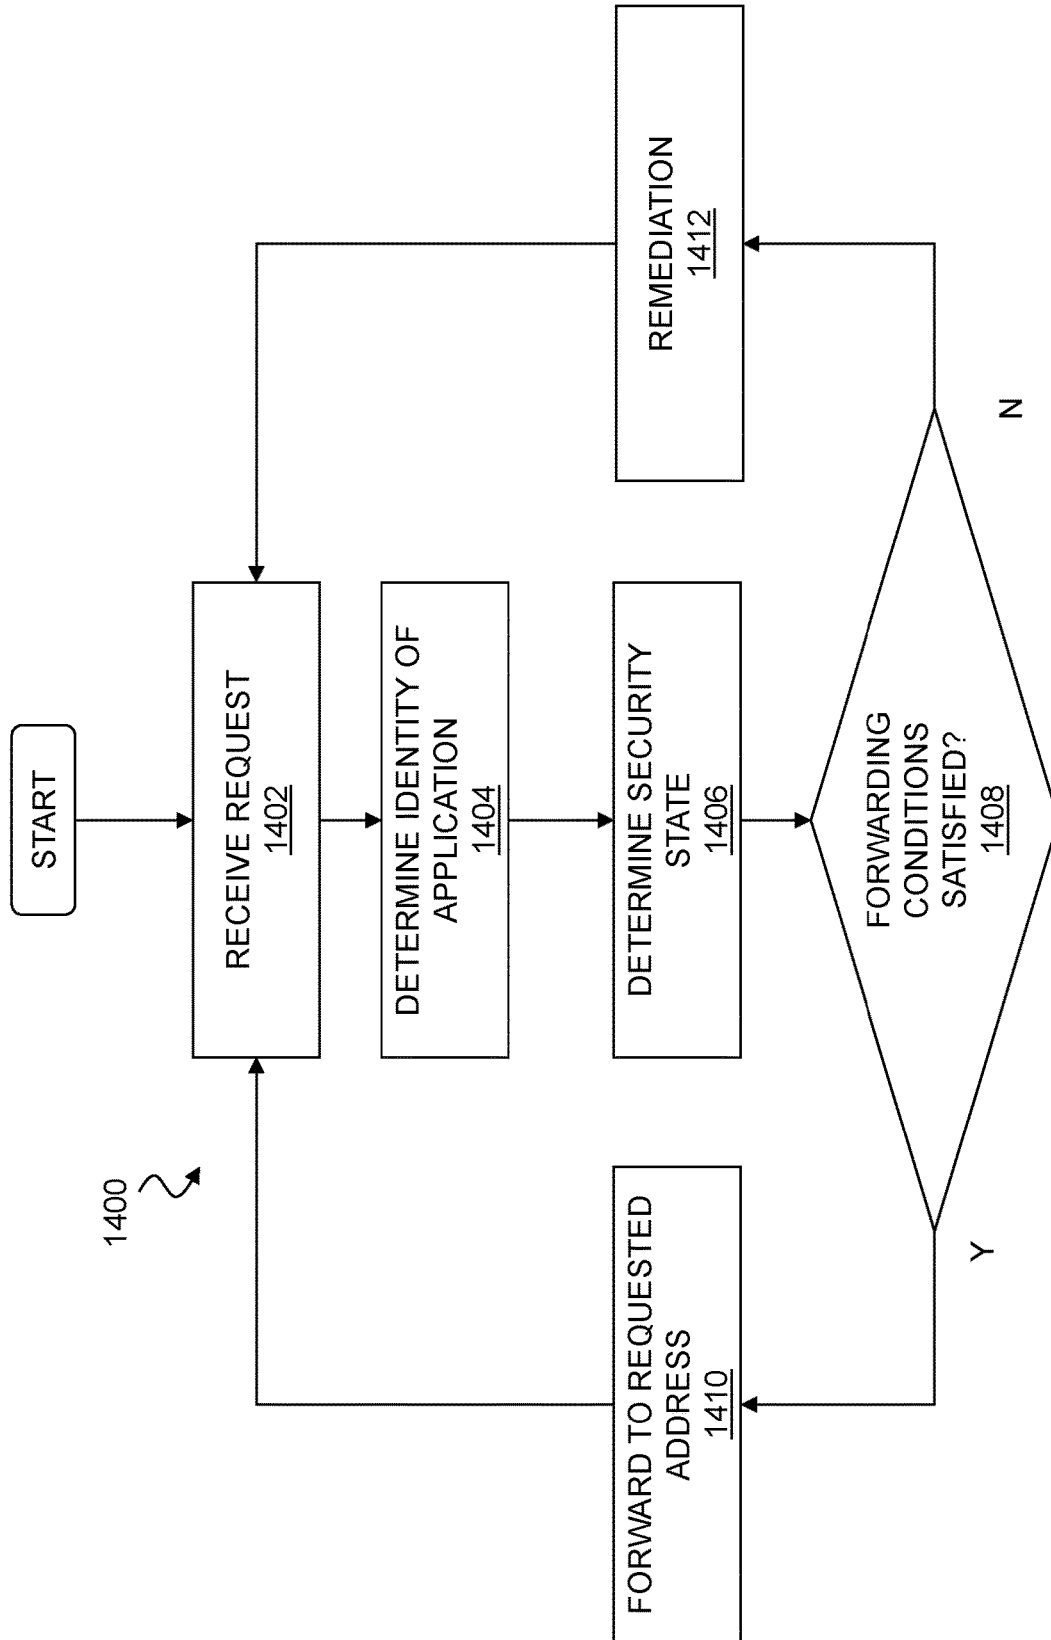 START
1400
RECEIVE REQUEST
1402
DETERMINE IDENTITY OF
APPLICATION
1404
DETERMINE SECURITY
STATE
1406
FORWARDING
CONDITIONS
SATISFIED?
1408
Y
N
FORWARD TO REQUESTED
ADDRESS
1410
REMEDIATION
1412